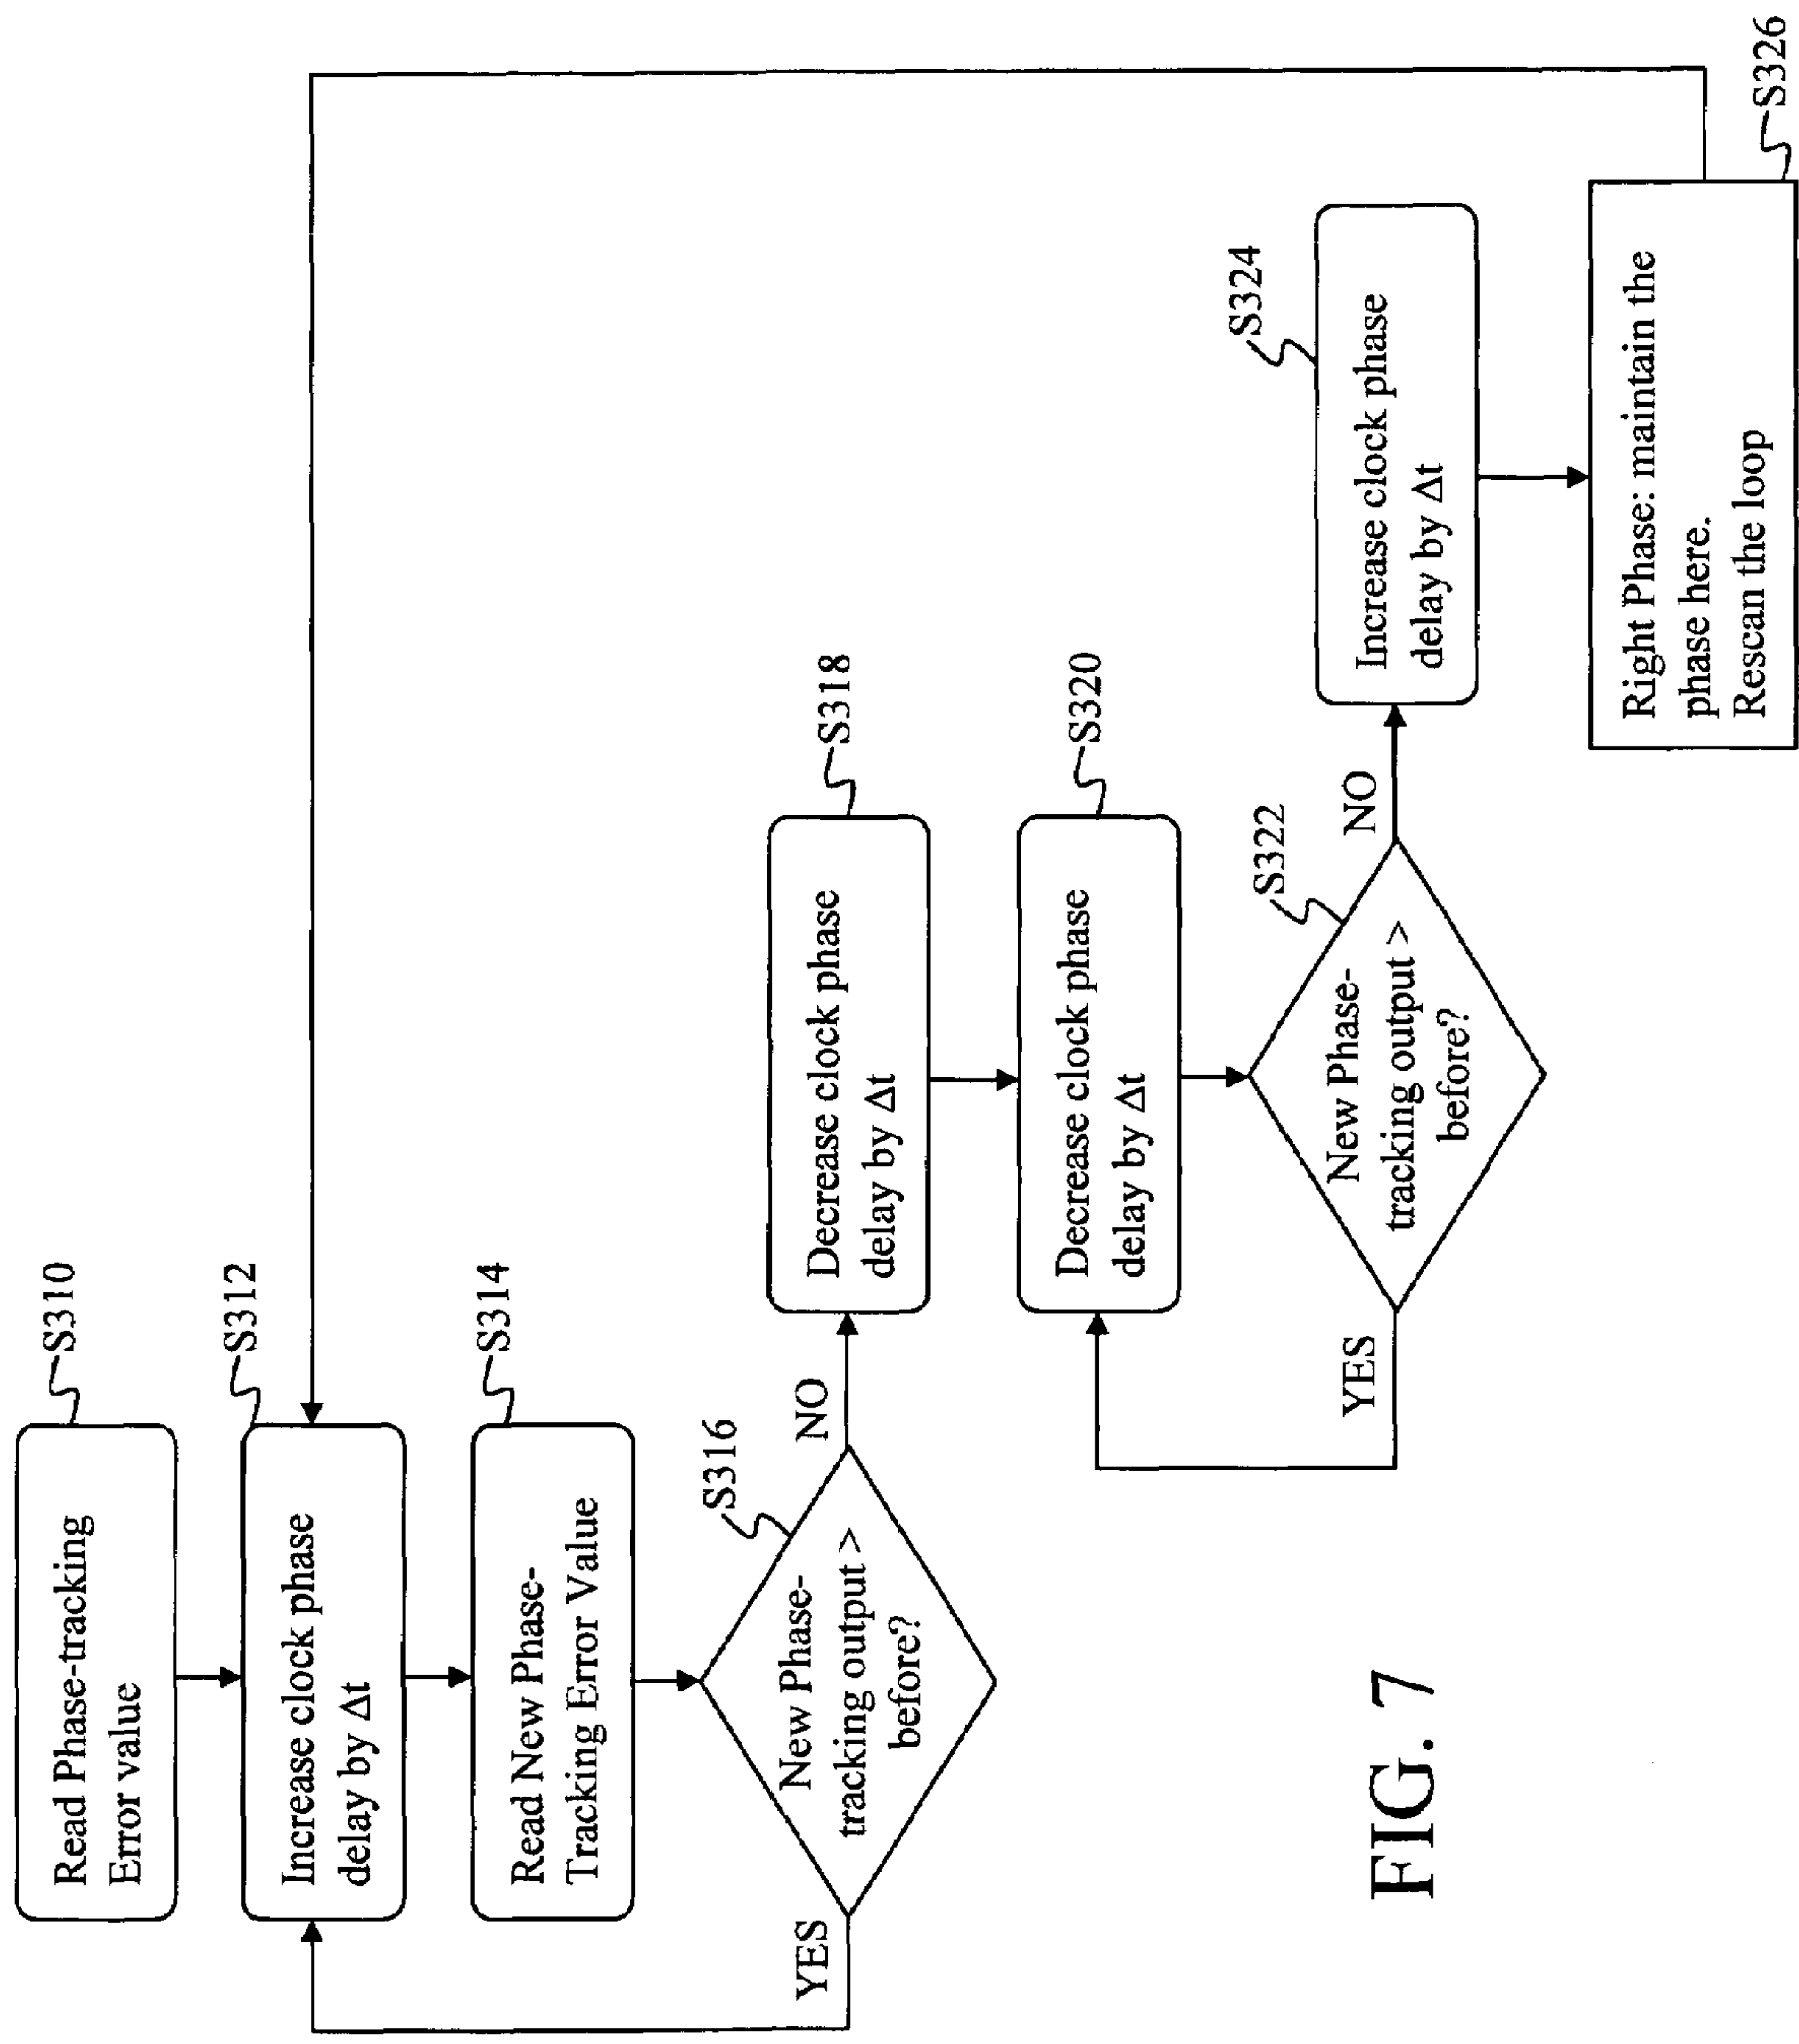 S310
Read Phase-tracking
Error value
S312
Increase clock phase
delay by Δt
S314
Read New Phase-
Tracking Error Value
S316
New Phase-
tracking output >
before?
YES
NO
S318
Decrease clock phase
delay by Δt
S320
Decrease clock phase
delay by Δt
S322
New Phase-
tracking output >
before?
YES
NO
S324
Increase clock phase
delay by Δt
Right Phase: maintain the
phase here.
Rescan the loop
S326
FIG. 7